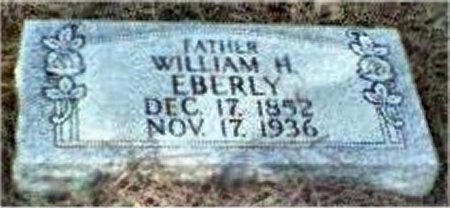 FATHER
WILLIAM H.
EBERLY
DEC. 17, 1852
NOV. 17, 1936